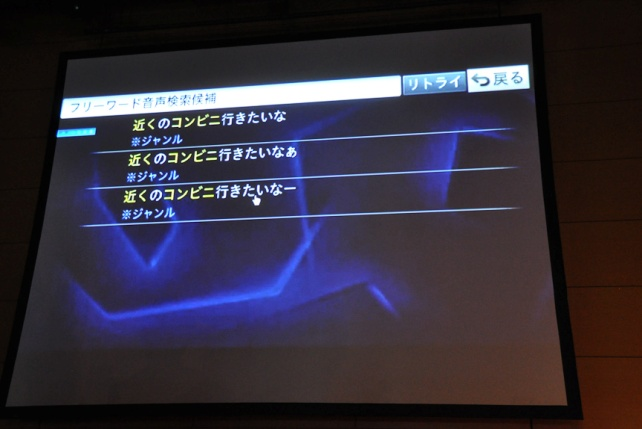 フリーワード音声検索候補
リトライ
戻る
近くのコンビニ行きたいな
※ジャンル
近くのコンビニ行きたいなぁ
※ジャンル
近くのコンビニ行きたいなー
※ジャンル